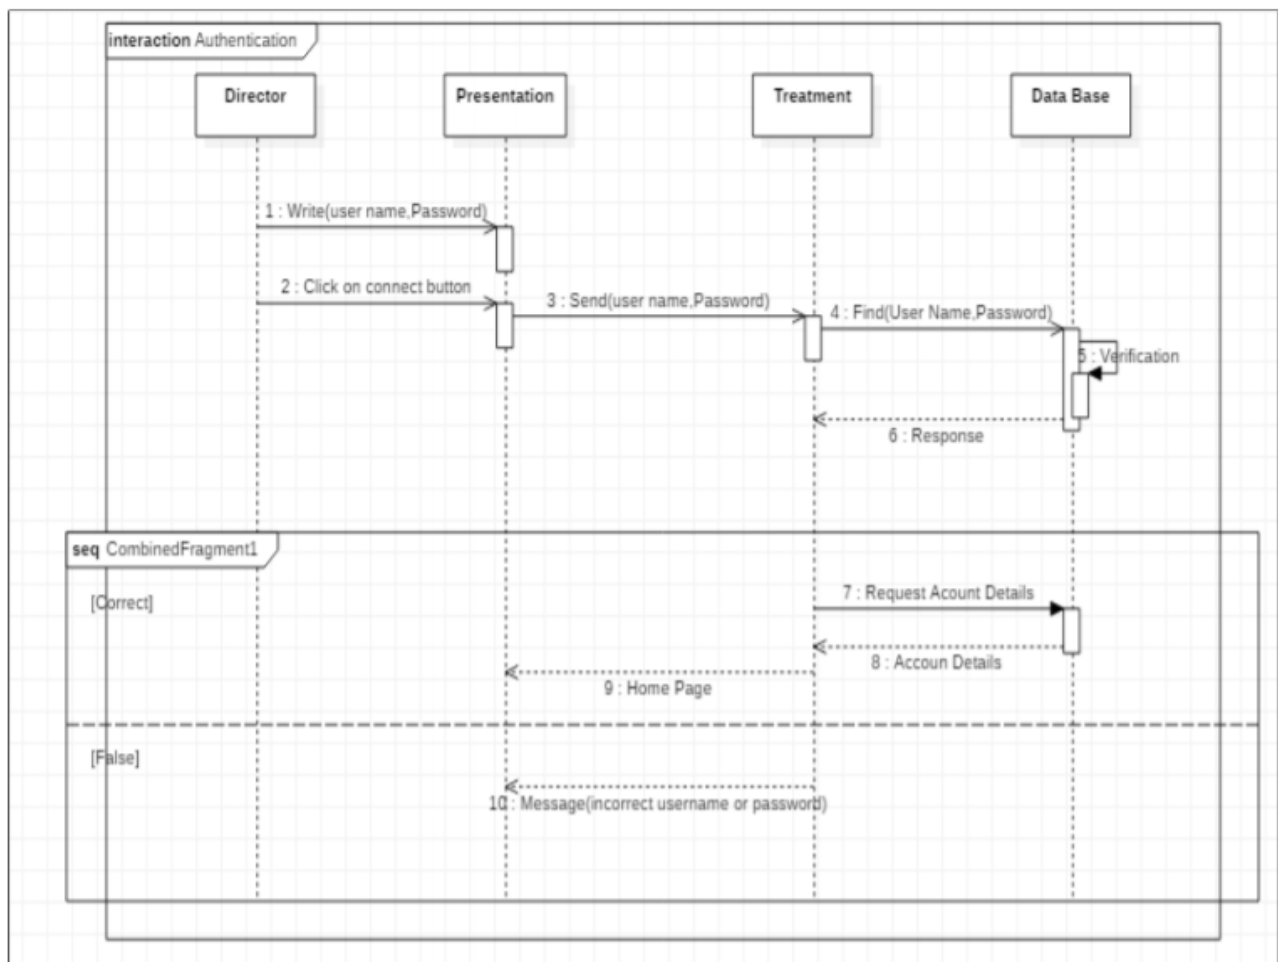 interaction Authentication
Director
Presentation
Treatment
Data Base
1 : Write(user name,Password)
2 : Click on connect button
3 : Send(user name,Password)
4 : Find(User Name,Password)
5 : Verification
6 : Response
seq CombinedFragment1
[Correct]
7 : Request Acount Details
8 : Accoun Details
9 : Home Page
[False]
10 : Message(incorrect username or password)